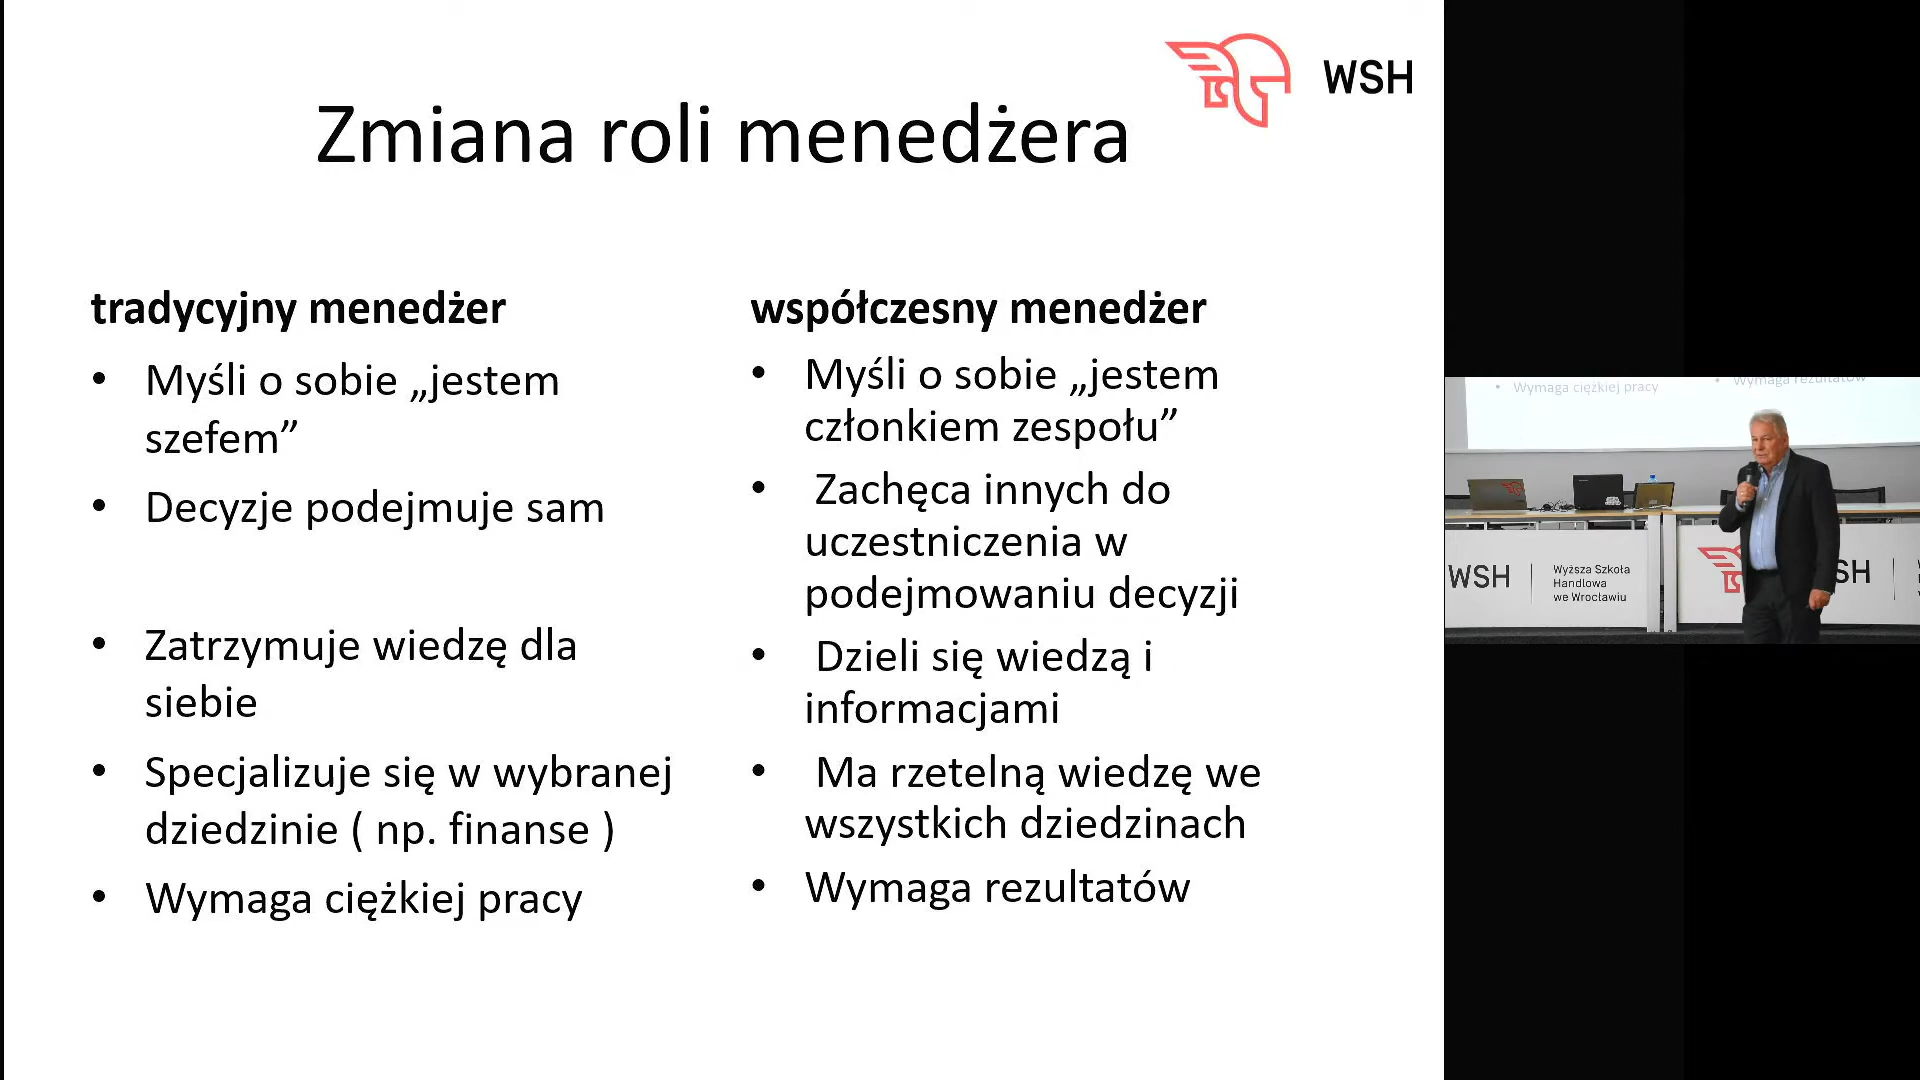 WSH
Zmiana roli menedżera
tradycyjny menedżer
• Myśli o sobie „jestem
szefem”
• Decyzje podejmuje sam
• Zatrzymuje wiedzę dla
siebie
• Specjalizuje się w wybranej
dziedzinie ( np. finanse )
• Wymaga ciężkiej pracy
współczesny menedżer
• Myśli o sobie „jestem
członkiem zespołu”
• Zachęca innych do
uczestniczenia w
podejmowaniu decyzji
• Dzieli się wiedzą i
informacjami
• Ma rzetelną wiedzę we
wszystkich dziedzinach
• Wymaga rezultatów
• Wymaga ciężkiej pracy
• Wymaga rezultatów
WSH
Wyższa Szkoła
Handlowa
we Wrocławiu
SH